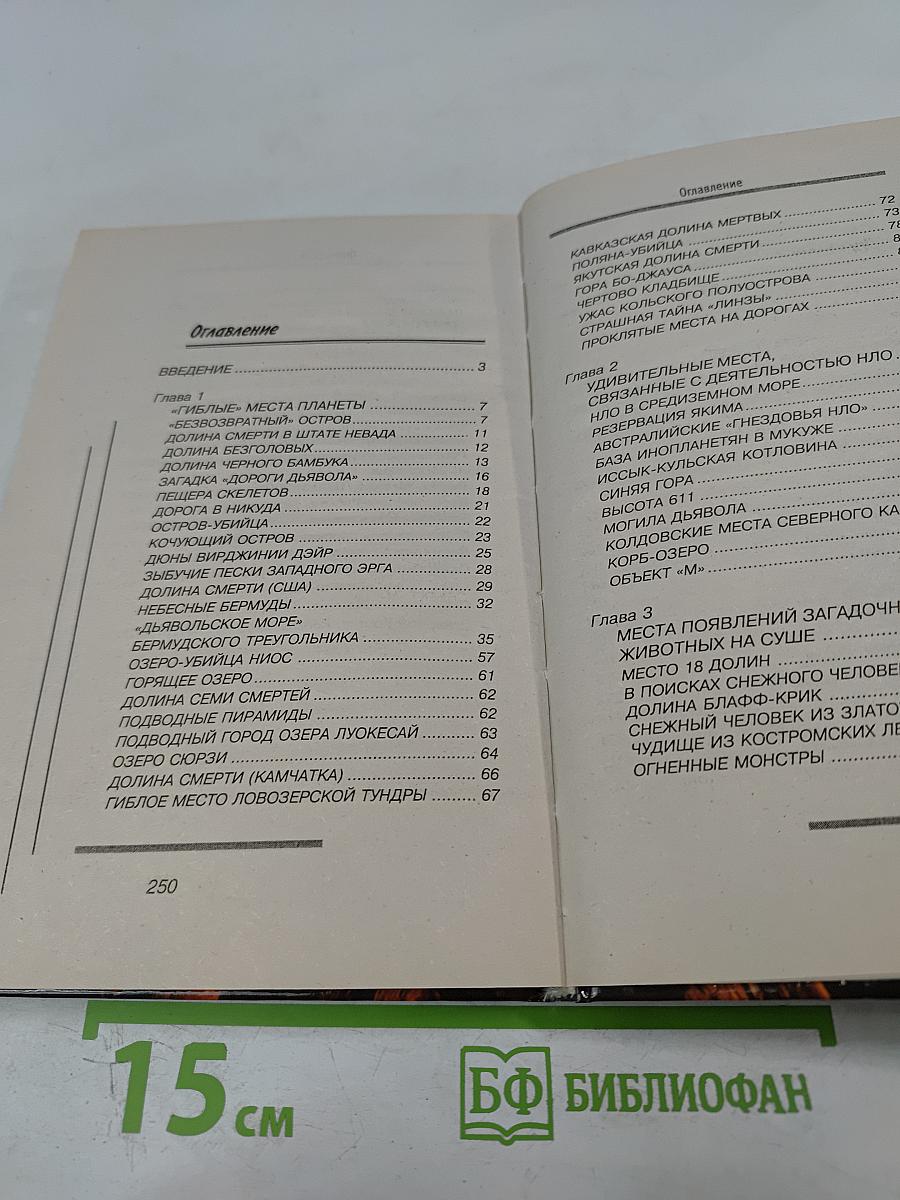 Оглавление
ВВЕДЕНИЕ ..... 3
Глава 1
«ГИБЛЫЕ» МЕСТА ПЛАНЕТЫ ..... 7
«БЕЗВОЗВРАТНЫЙ» ОСТРОВ ..... 7
ДОЛИНА СМЕРТИ В ШТАТЕ НЕВАДА ..... 11
ДОЛИНА БЕЗГОЛОВЫХ ..... 12
ДОЛИНА ЧЕРНОГО БАМБУКА ..... 13
ЗАГАДКА «ДОРОГИ ДЬЯВОЛА» ..... 16
ПЕЩЕРА СКЕЛЕТОВ ..... 18
ДОРОГА В НИКУДА ..... 21
ОСТРОВ-УБИЙЦА ..... 22
КОЧУЮЩИЙ ОСТРОВ ..... 23
ДЮНЫ ВИРДЖИНИИ ДЭЙР ..... 25
ЗЫБУЧИЕ ПЕСКИ ЗАПАДНОГО ЭРГА ..... 28
ДОЛИНА СМЕРТИ (США) ..... 29
НЕБЕСНЫЕ БЕРМУДЫ ..... 32
«ДЬЯВОЛЬСКОЕ МОРЕ»
БЕРМУДСКОГО ТРЕУГОЛЬНИКА ..... 35
ОЗЕРО-УБИЙЦА НИОС ..... 57
ГОРЯЩЕЕ ОЗЕРО ..... 61
ДОЛИНА СЕМИ СМЕРТЕЙ ..... 62
ПОДВОДНЫЕ ПИРАМИДЫ ..... 62
ПОДВОДНЫЙ ГОРОД ОЗЕРА ЛУОКЕСАЙ ..... 63
ОЗЕРО СЮРЗИ ..... 64
ДОЛИНА СМЕРТИ (КАМЧАТКА) ..... 66
ГИБЛОЕ МЕСТО ЛОВОЗЕРСКОЙ ТУНДРЫ ..... 67
250
Оглавление
КАВКАЗСКАЯ ДОЛИНА МЕРТВЫХ ..... 72
ПОЛЯНА-УБИЙЦА ..... 73
ЯКУТСКАЯ ДОЛИНА СМЕРТИ ..... 78
ГОРА БО-ДЖАУСА ..... 8
ЧЕРТОВО КЛАДБИЩЕ .....
УЖАС КОЛЬСКОГО ПОЛУОСТРОВА .....
СТРАШНАЯ ТАЙНА «ЛИНЗЫ» .....
ПРОКЛЯТЫЕ МЕСТА НА ДОРОГАХ .....
Глава 2
УДИВИТЕЛЬНЫЕ МЕСТА,
СВЯЗАННЫЕ С ДЕЯТЕЛЬНОСТЬЮ НЛО ..
НЛО В СРЕДИЗЕМНОМ МОРЕ .....
РЕЗЕРВАЦИЯ ЯКИМА .....
АВСТРАЛИЙСКИЕ «ГНЕЗДОВЬЯ НЛО» .....
БАЗА ИНОПЛАНЕТЯН В МУКУЖЕ .....
ИССЫК-КУЛЬСКАЯ КОТЛОВИНА .....
СИНЯЯ ГОРА .....
ВЫСОТА 611 .....
МОГИЛА ДЬЯВОЛА .....
КОЛДОВСКИЕ МЕСТА СЕВЕРНОГО КА
КОРБ-ОЗЕРО .....
ОБЪЕКТ «М» .....
Глава 3
МЕСТА ПОЯВЛЕНИЙ ЗАГАДОЧН
ЖИВОТНЫХ НА СУШЕ .....
МЕСТО 18 ДОЛИН .....
В ПОИСКАХ СНЕЖНОГО ЧЕЛОВЕ
ДОЛИНА БЛАФФ-КРИК .....
СНЕЖНЫЙ ЧЕЛОВЕК ИЗ ЗЛАТО
ЧУДИЩЕ ИЗ КОСТРОМСКИХ ЛЕ
ОГНЕННЫЕ МОНСТРЫ .....
15 см
БФ БИБЛИОФАН